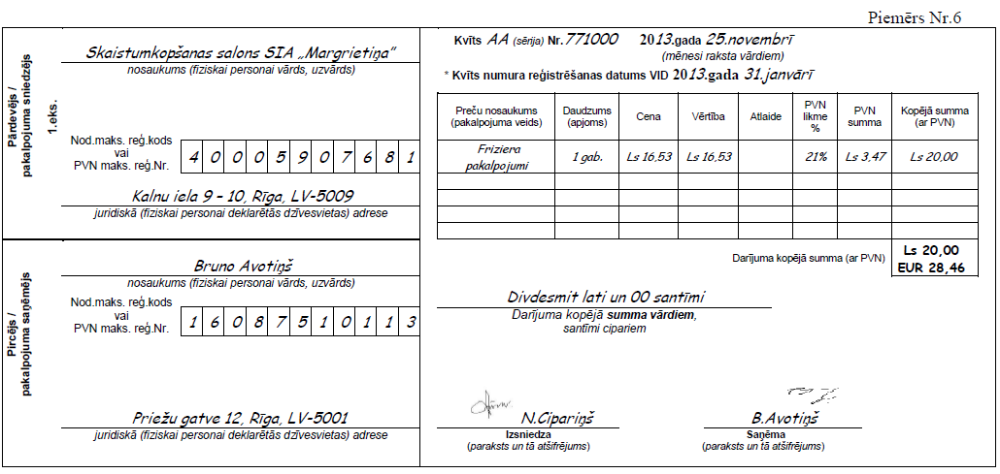 Piemērs Nr.6
Pārdevējs /
pakalpojuma sniedzējs
1.eks.
Skaistumkopšanas salons SIA „Margrietiņa”
nosaukums (fiziskai personai vārds, uzvārds)
Nod.maks. reģ.kods
vai
PVN maks. reģ.Nr.
4 0 0 0 5 9 0 7 6 8 1
Kalnu iela 9 – 10, Rīga, LV-5009
juridiskā (fiziskai personai deklarētās dzīvesvietas) adrese
Pircējs /
pakalpojuma saņēmējs
Bruno Avotiņš
nosaukums (fiziskai personai vārds, uzvārds)
Nod.maks. reģ.kods
vai
PVN maks. reģ.Nr.
1 6 0 8 7 5 1 0 1 1 3
Priežu gatve 12, Rīga, LV-5001
juridiskā (fiziskai personai deklarētās dzīvesvietas) adrese
Kvīts AA (sērija) Nr.771000 2013.gada 25.novembrī
(mēnesi raksta vārdiem)
* Kvīts numura reģistrēšanas datums VID 2013.gada 31.janvārī
Preču nosaukums (pakalpojuma veids) Daudzums (apjoms) Cena Vērtība Atlaide PVN likme % PVN summa Kopējā summa (ar PVN)
Friziera pakalpojumi 1 gab. Ls 16,53 Ls 16,53 21% Ls 3,47 Ls 20,00
Darījuma kopējā summa (ar PVN) Ls 20,00
EUR 28,46
Divdesmit lati un 00 santīmi
Darījuma kopējā summa vārdiem,
santīmi cipariem
N.Cipariņš B.Avotiņš
Izsniedza Saņēma
(paraksts un tā atšifrējums) (paraksts un tā atšifrējums)